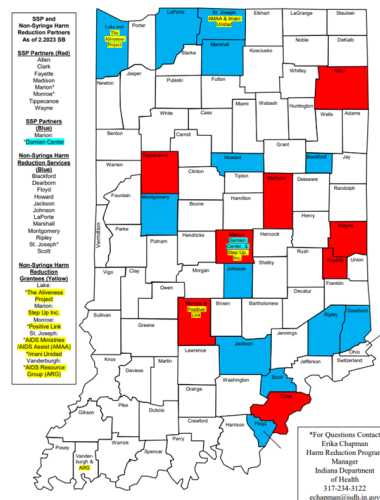 SSP and
Non-Syringe Harm
Reduction Partners
As of 2.2023 SB
SSP Partners (Red)
Allen
Clark
Fayette
Madison
Marion*
Monroe*
Tippecanoe
Wayne
SSP Partners
(Blue)
Marion:
*Damien Center
Non-Syringe Harm
Reduction Services
(Blue)
Blackford
Dearborn
Floyd
Howard
Jackson
Johnson
LaPorte
Marshall
Montgomery
Ripley
St. Joseph*
Scott
Non-Syringe Harm
Reduction
Grantees (Yellow)
Lake:
*The Aliveness
Project
Marion:
Step Up Inc.
Monroe:
*Positive Link
St. Joseph:
*AIDS Ministries
/AIDS Assist (AMAA)
*Imani Unidad
Vanderburgh:
*AIDS Resource
Group (ARG)
Lake and
The
Aliveness
Project
Porter
LaPorte
St. Joseph
AMAA & Imani
Unidad
Elkhart
LaGrange
Steuben
Noble
DeKalb
Starke
Marshall
Kosciusko
Newton
Jasper
Pulaski
Fulton
Whitley
Allen
White
Cass
Miami
Wabash
Huntington
Wells
Adams
Benton
Carroll
Grant
Warren
Tippecanoe
Howard
Blackford
Jay
Clinton
Tipton
Madison
Delaware
Randolph
Fountain
Montgomery
Boone
Hamilton
Henry
Wayne
Vermilion
Parke
Putnam
Hendricks
Marion
Damien
Center, &
Step Up,
Inc.
Hancock
Rush
Fayette
Union
Vigo
Clay
Morgan
Johnson
Shelby
Franklin
Owen
Decatur
Sullivan
Greene
Monroe &
Positive
Link
Brown
Bartholomew
Ripley
Dearborn
Jennings
Ohio
Switzerland
Jefferson
Jackson
Lawrence
Knox
Daviess
Martin
Washington
Scott
Orange
Clark
Gibson
Pike
Dubois
Crawford
Harrison
Floyd
Posey
Vander-
burgh &
ARG
Warrick
Spencer
Perry
*For Questions Contact
Erika Chapman
Harm Reduction Program
Manager
Indiana Department
of Health
317-234-3122
echapman@isdh.in.gov